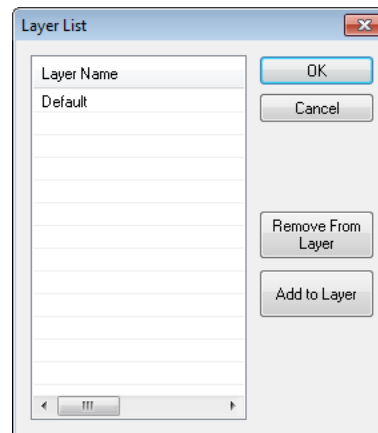 Layer List
Layer Name
Default
OK
Cancel
Remove From
Layer
Add to Layer